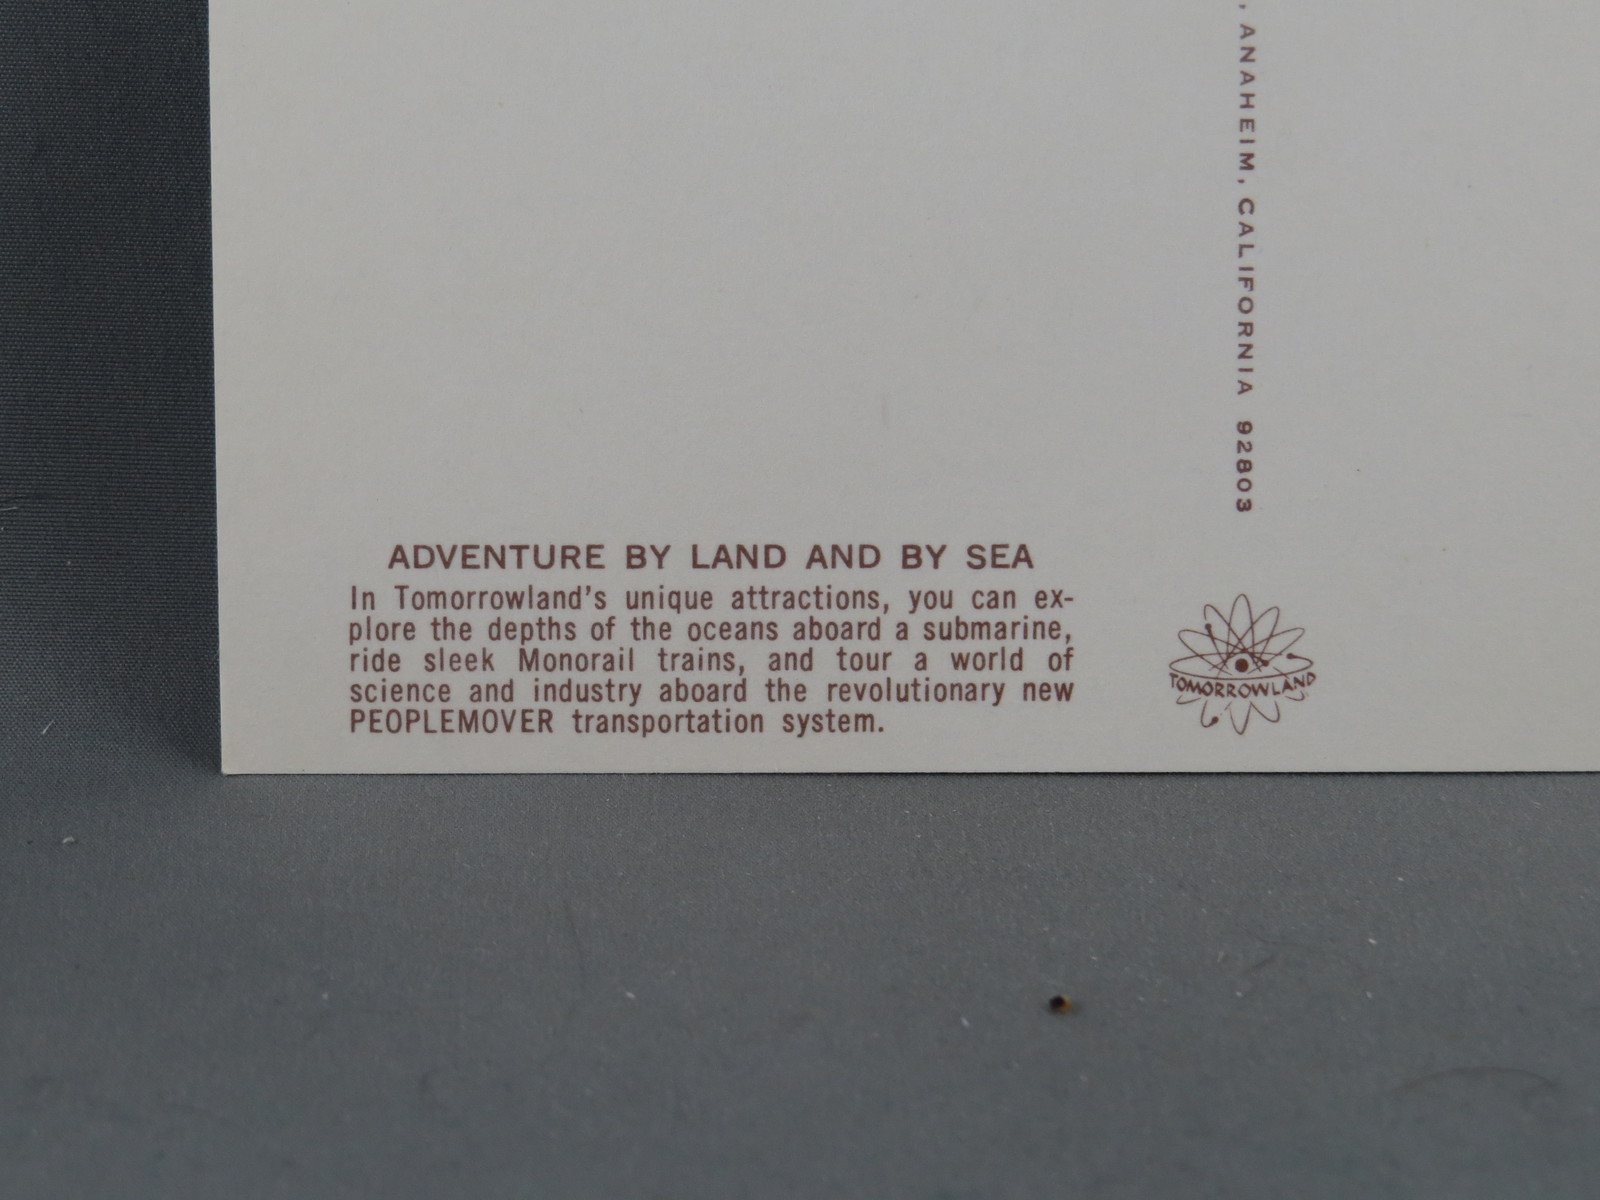 , ANAHEIM, CALIFORNIA 92803
ADVENTURE BY LAND AND BY SEA
In Tomorrowland's unique attractions, you can ex-
plore the depths of the oceans aboard a submarine,
ride sleek Monorail trains, and tour a world of
science and industry aboard the revolutionary new
PEOPLEMOVER transportation system.
TOMORROWLAND